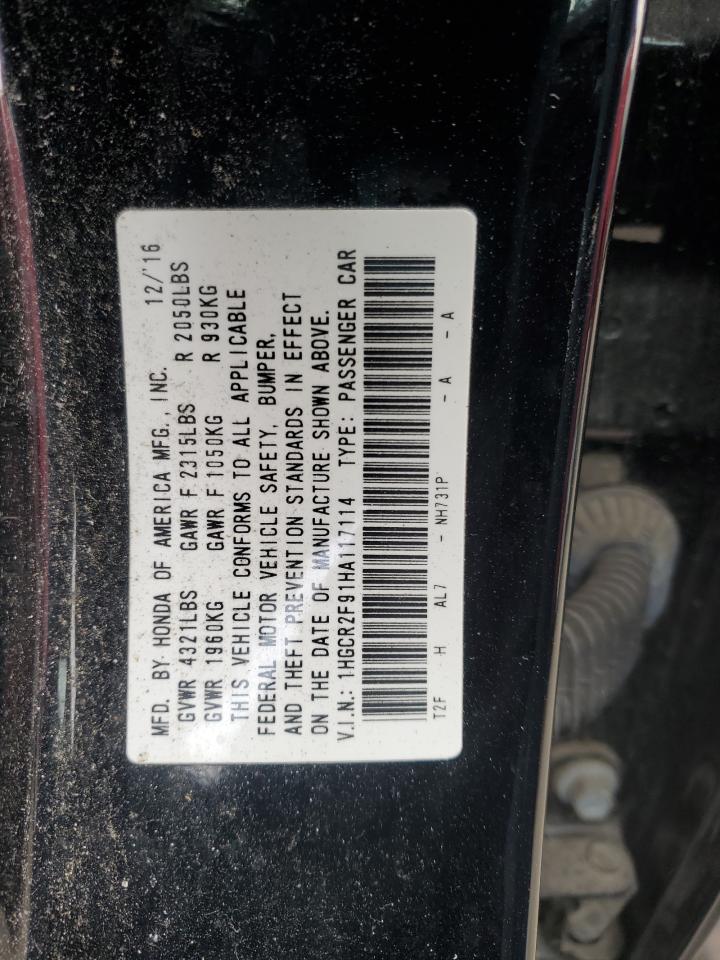 MFD. BY HONDA OF AMERICA MFG., INC. 12/'16
GVWR 4321LBS GAWR F 2315LBS R 2050LBS
GVWR 1960KG GAWR F 1050KG R 930KG
THIS VEHICLE CONFORMS TO ALL APPLICABLE
FEDERAL MOTOR VEHICLE SAFETY, BUMPER,
AND THEFT PREVENTION STANDARDS IN EFFECT
ON THE DATE OF MANUFACTURE SHOWN ABOVE.
V.I.N.: 1HGCR2F91HA117114 TYPE: PASSENGER CAR
T2F H AL7 - NH731P - A - A